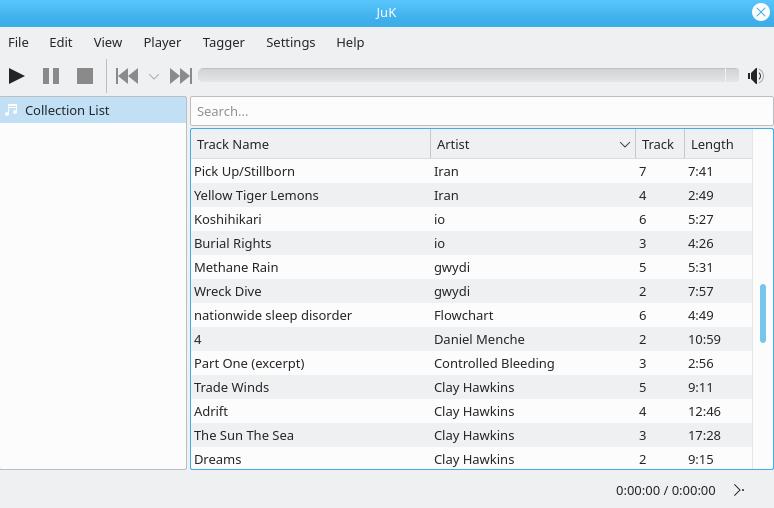 JuK
File Edit View Player Tagger Settings Help
Collection List
Search...
Track Name Artist Track Length
Pick Up/Stillborn Iran 7 7:41
Yellow Tiger Lemons Iran 4 2:49
Koshihikari io 6 5:27
Burial Rights io 3 4:26
Methane Rain gwydi 5 5:31
Wreck Dive gwydi 2 7:57
nationwide sleep disorder Flowchart 6 4:49
4 Daniel Menche 2 10:59
Part One (excerpt) Controlled Bleeding 3 2:56
Trade Winds Clay Hawkins 5 9:11
Adrift Clay Hawkins 4 12:46
The Sun The Sea Clay Hawkins 3 17:28
Dreams Clay Hawkins 2 9:15
0:00:00 / 0:00:00